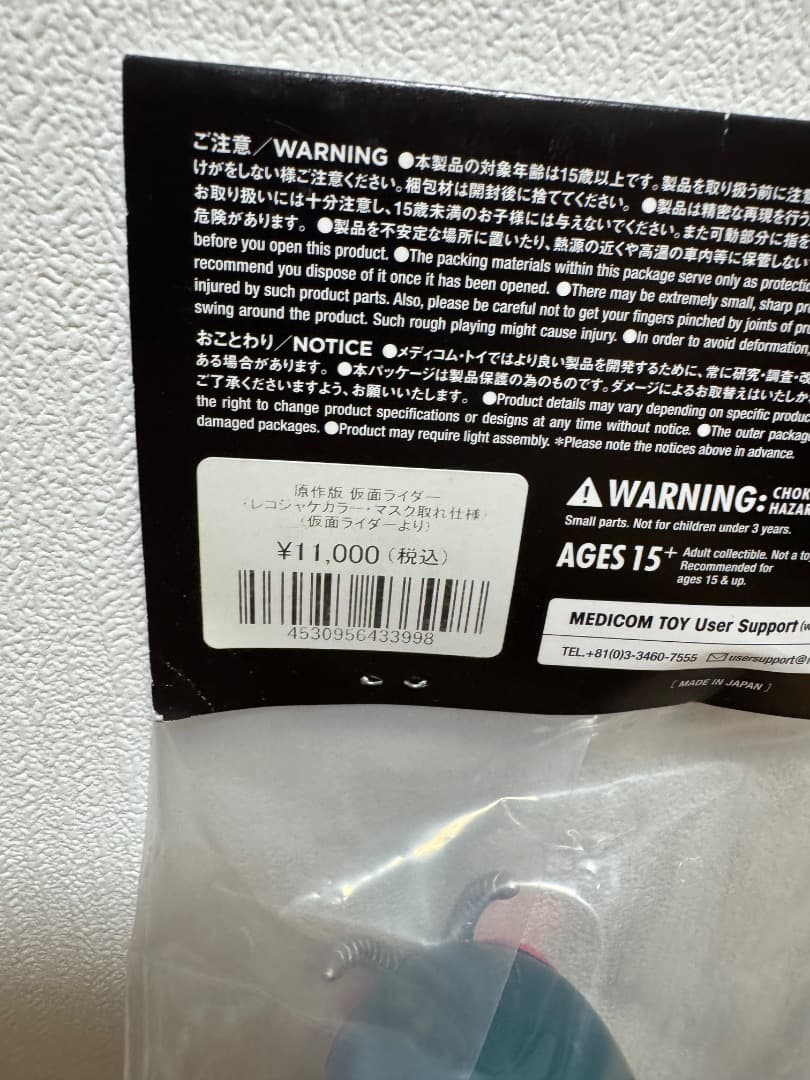 ご注意／WARNING ●本製品の対象年齢は15歳以上です。製品を取り扱う前に注
けがをしない様ご注意ください。梱包材は開封後に捨ててください。 ●製品は精密な再現を行う
お取り扱いには十分注意し、15歳未満のお子様には与えないでください。また可動部分に指を
危険があります。 ●製品を不安定な場所に置いたり、熱源の近くや高温の車内等に保管しない
before you open this product. ●The packing materials within this package serve only as protectio
recommend you dispose of it once it has been opened. ●There may be extremely small, sharp pr
injured by such product parts. Also, please be careful not to get your fingers pinched by joints of pr
swing around the product. Such rough playing might cause injury. ●In order to avoid deformation,
おことわり／NOTICE ●メディコム・トイではより良い製品を開発するために、常に研究・調査・改
ある場合があります。 ●本パッケージは製品保護の為のものです。ダメージによるお取替えはいたしか
ご了承くださいますよう、お願いいたします。 ●Product details may vary depending on specific produc
the right to change product specifications or designs at any time without notice. ●The outer package
damaged packages. ●Product may require light assembly. *Please note the notices above in advance.
原作版 仮面ライダー
レコジャケカラー・マスク取れ仕様
(仮面ライダーより)
¥11,000(税込)
4530956433998
WARNING: CHOK
HAZAR
Small parts. Not for children under 3 years.
AGES 15+ Adult collectible. Not a to
Recommended for
ages 15 & up.
MEDICOM TOY User Support (w
TEL.+81(0)3-3460-7555 usersupport@
[ MADE IN JAPAN ]